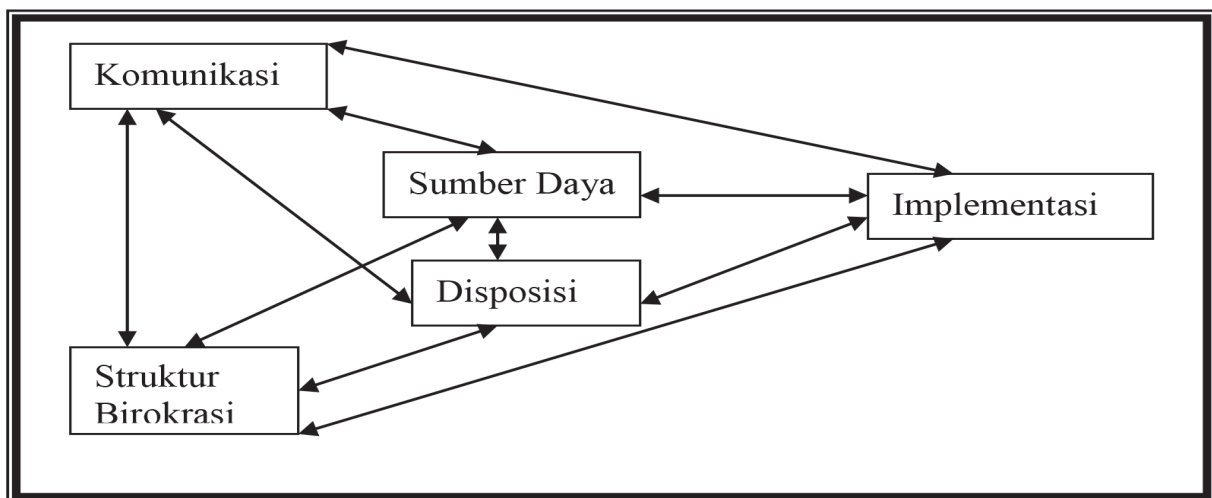 Komunikasi
Sumber Daya
Implementasi
Disposisi
Struktur
Birokrasi